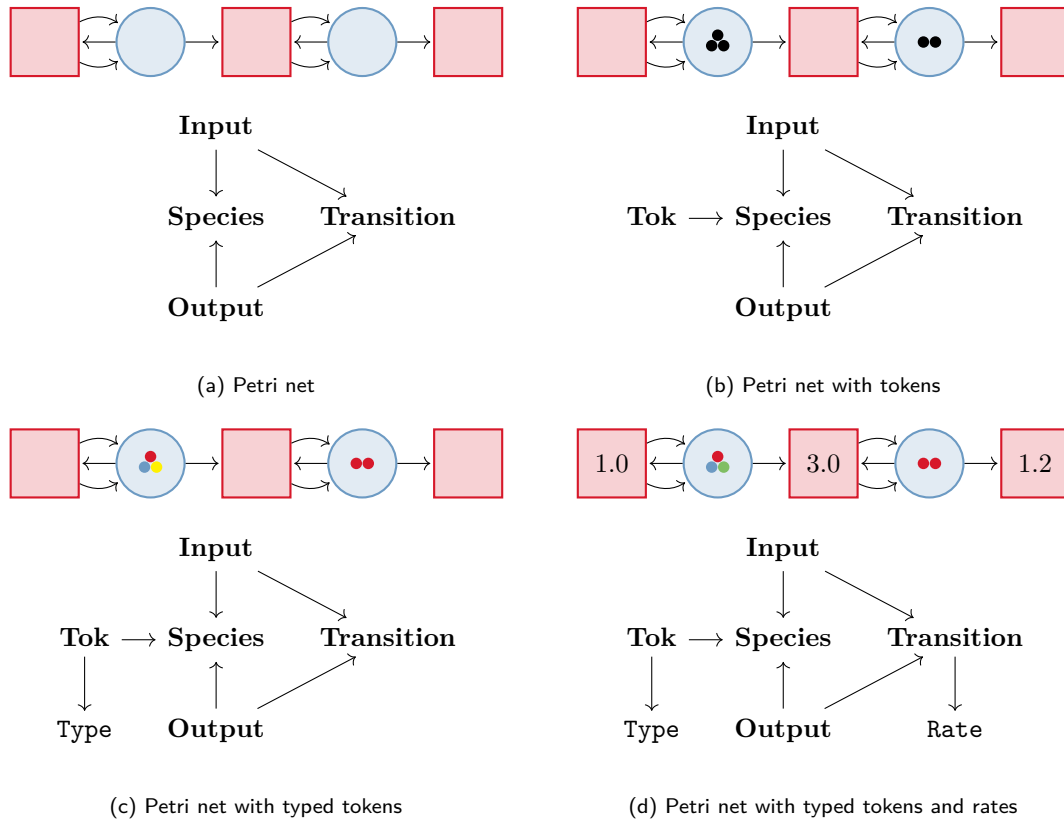 Input
Species Transition
Output
(a) Petri net
Input
Tok Species Transition
Output
(b) Petri net with tokens
Input
Tok Species Transition
Type Output
(c) Petri net with typed tokens
1.0 3.0 1.2
Input
Tok Species Transition
Type Output Rate
(d) Petri net with typed tokens and rates